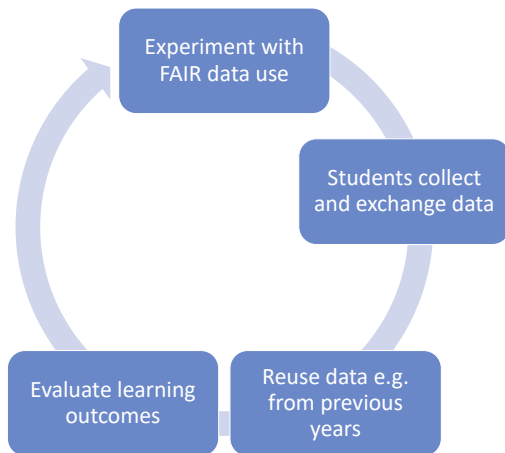 Experiment with
FAIR data use
Students collect
and exchange data
Reuse data e.g.
from previous
years
Evaluate learning
outcomes